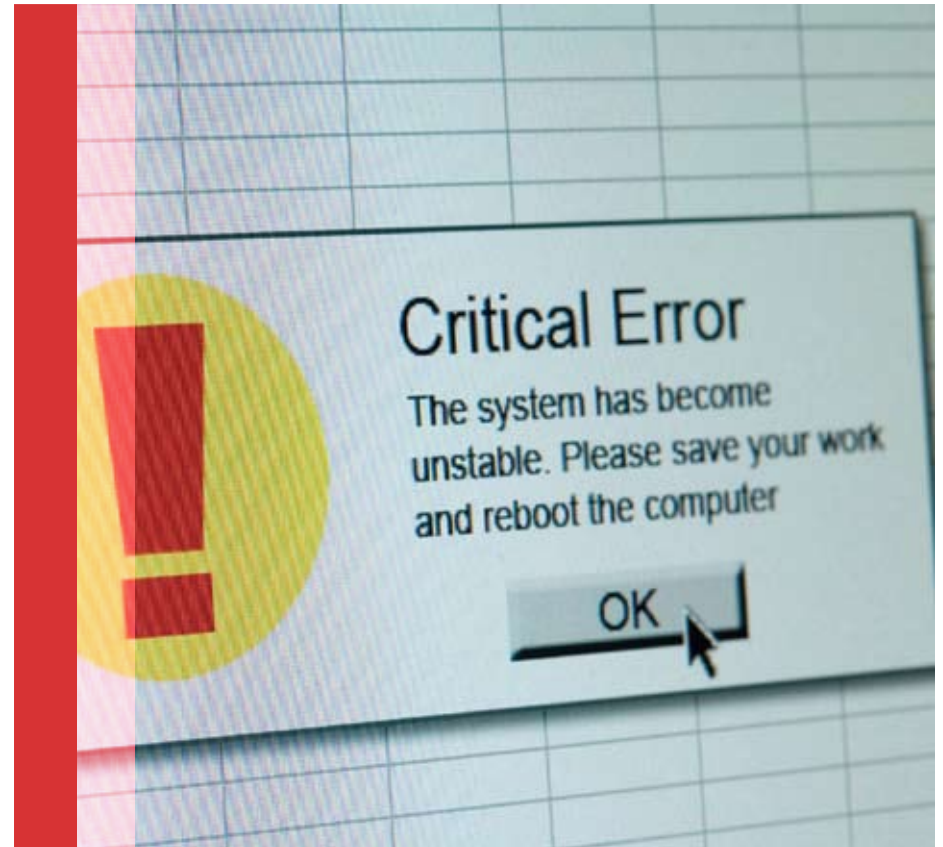 Critical Error
The system has become
unstable. Please save your work
and reboot the computer
OK